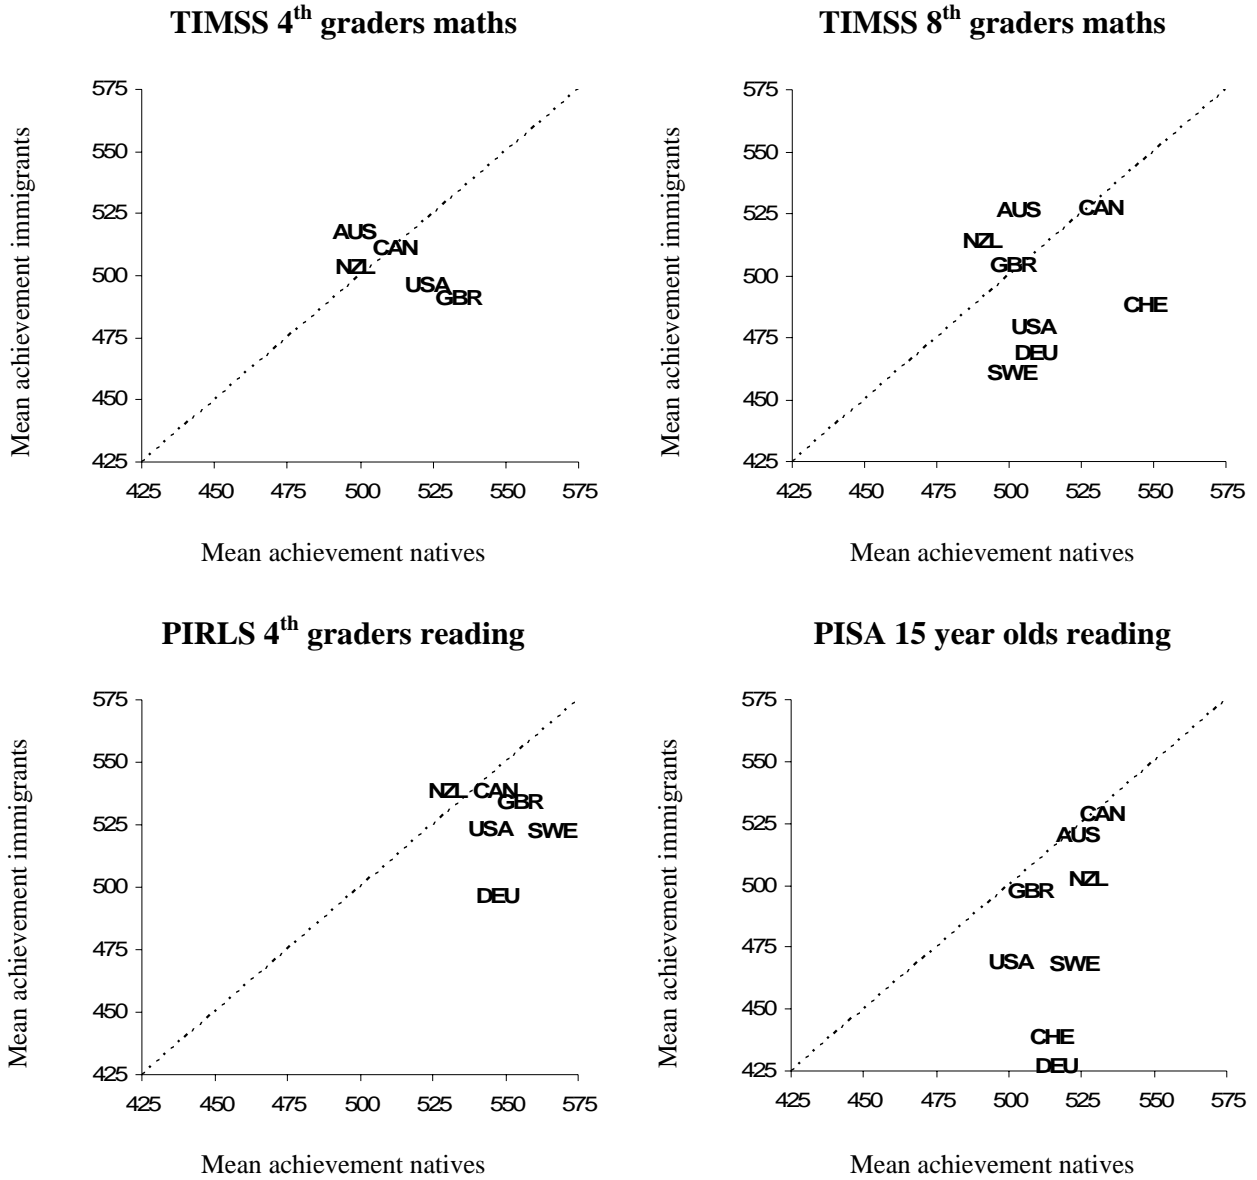 TIMSS 4th graders maths
575
550
525
500
475
450
425
425 450 475 500 525 550 575
AUS
CAN
NZL
USA
GBR
Mean achievement immigrants
Mean achievement natives
TIMSS 8th graders maths
575
550
525
500
475
450
425
425 450 475 500 525 550 575
AUS
CAN
NZL
GBR
CHE
USA
DEU
SWE
Mean achievement immigrants
Mean achievement natives
PIRLS 4th graders reading
575
550
525
500
475
450
425
425 450 475 500 525 550 575
NZL
CAN
GBR
USA
SWE
DEU
Mean achievement immigrants
Mean achievement natives
PISA 15 year olds reading
575
550
525
500
475
450
425
425 450 475 500 525 550 575
CAN
AUS
NZL
GBR
USA
SWE
CHE
DEU
Mean achievement immigrants
Mean achievement natives